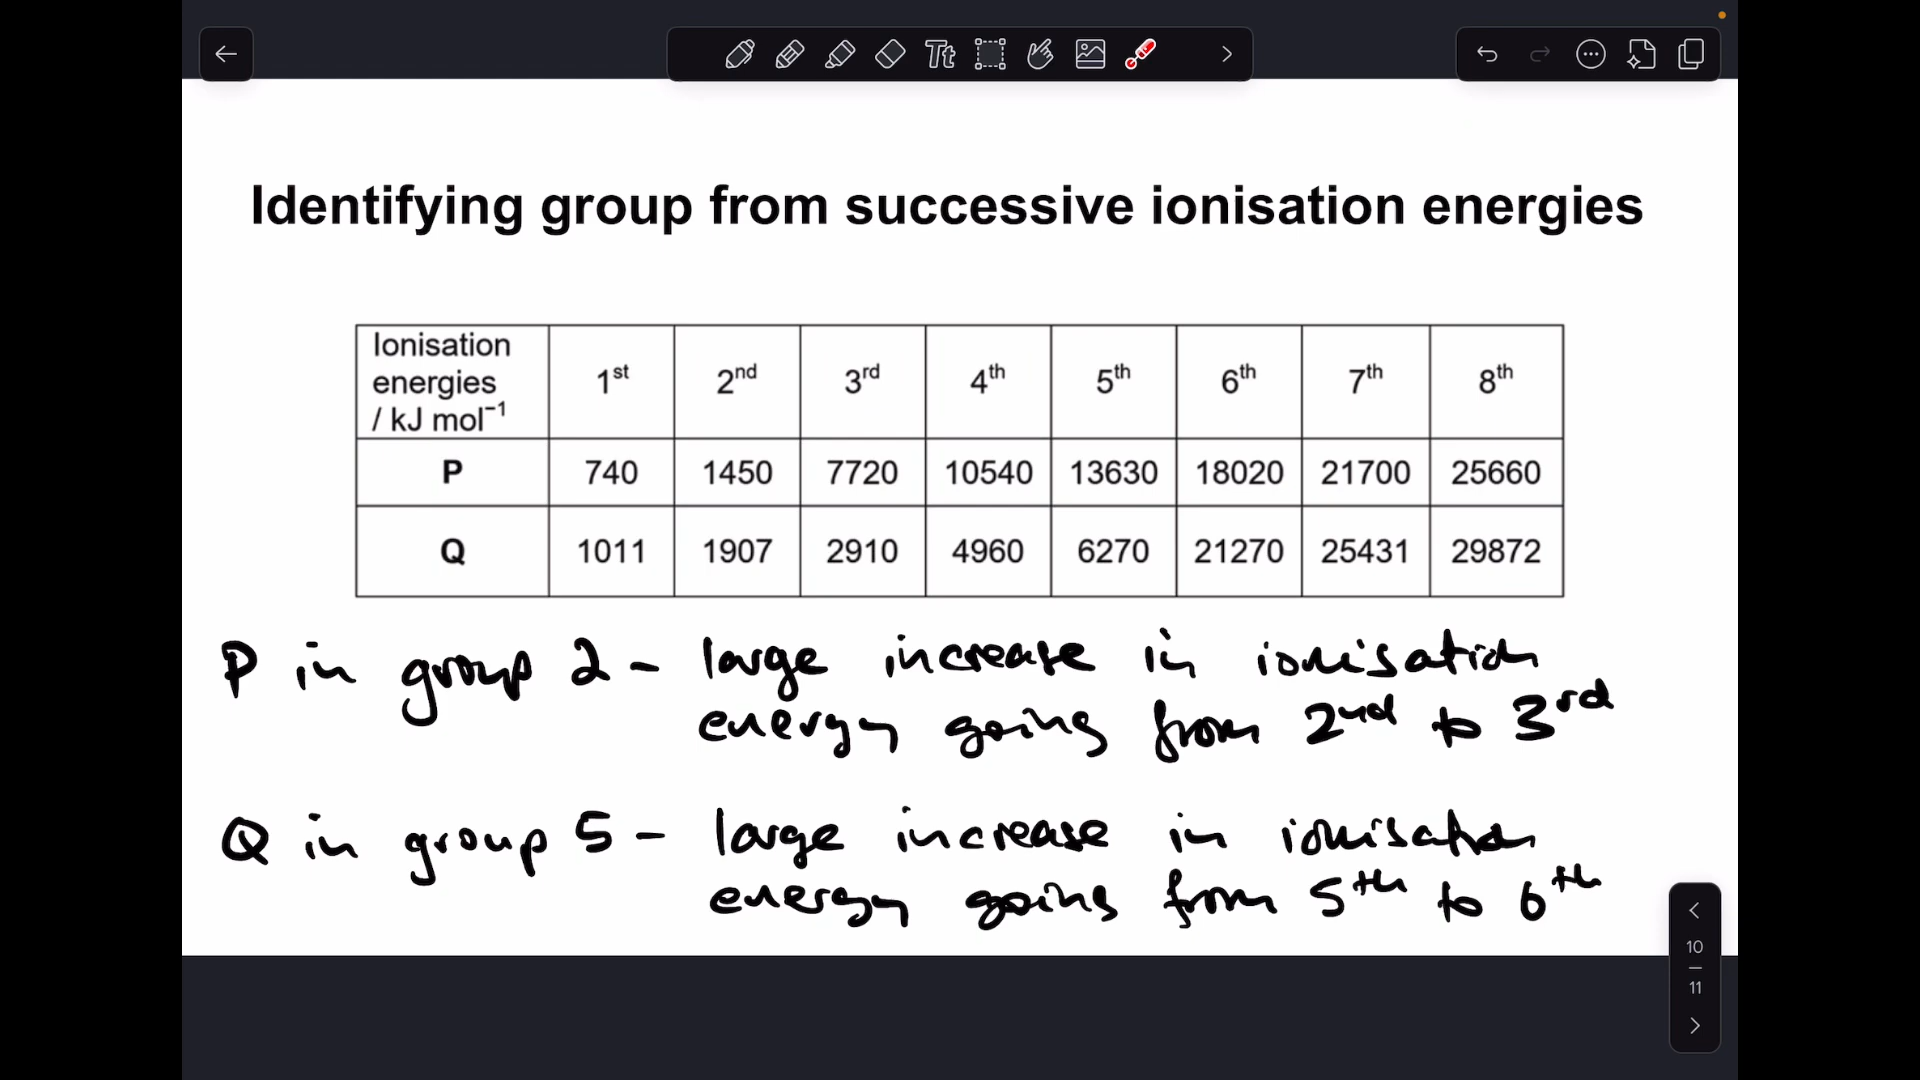 Tt
Identifying group from successive ionisation energies
Ionisation energies / kJ mol⁻¹ 1st 2nd 3rd 4th 5th 6th 7th 8th
P 740 1450 7720 10540 13630 18020 21700 25660
Q 1011 1907 2910 4960 6270 21270 25431 29872
P in group 2 - large increase in ionisation
energy going from 2nd to 3rd
Q in group 5 - large increase in ionisation
energy going from 5th to 6th
10
11